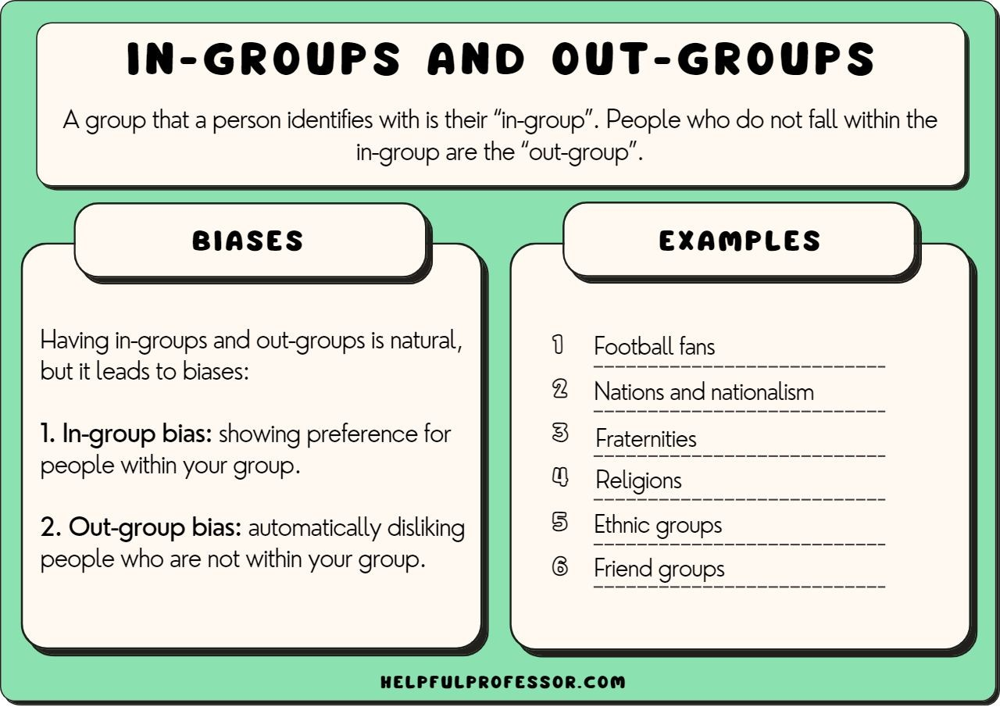 IN-GROUPS AND OUT-GROUPS
A group that a person identifies with is their “in-group”. People who do not fall within the
in-group are the “out-group”.
BIASES
Having in-groups and out-groups is natural,
but it leads to biases:
1. In-group bias: showing preference for
people within your group.
2. Out-group bias: automatically disliking
people who are not within your group.
EXAMPLES
1 Football fans
2 Nations and nationalism
3 Fraternities
4 Religions
5 Ethnic groups
6 Friend groups
HELPFULPROFESSOR.COM